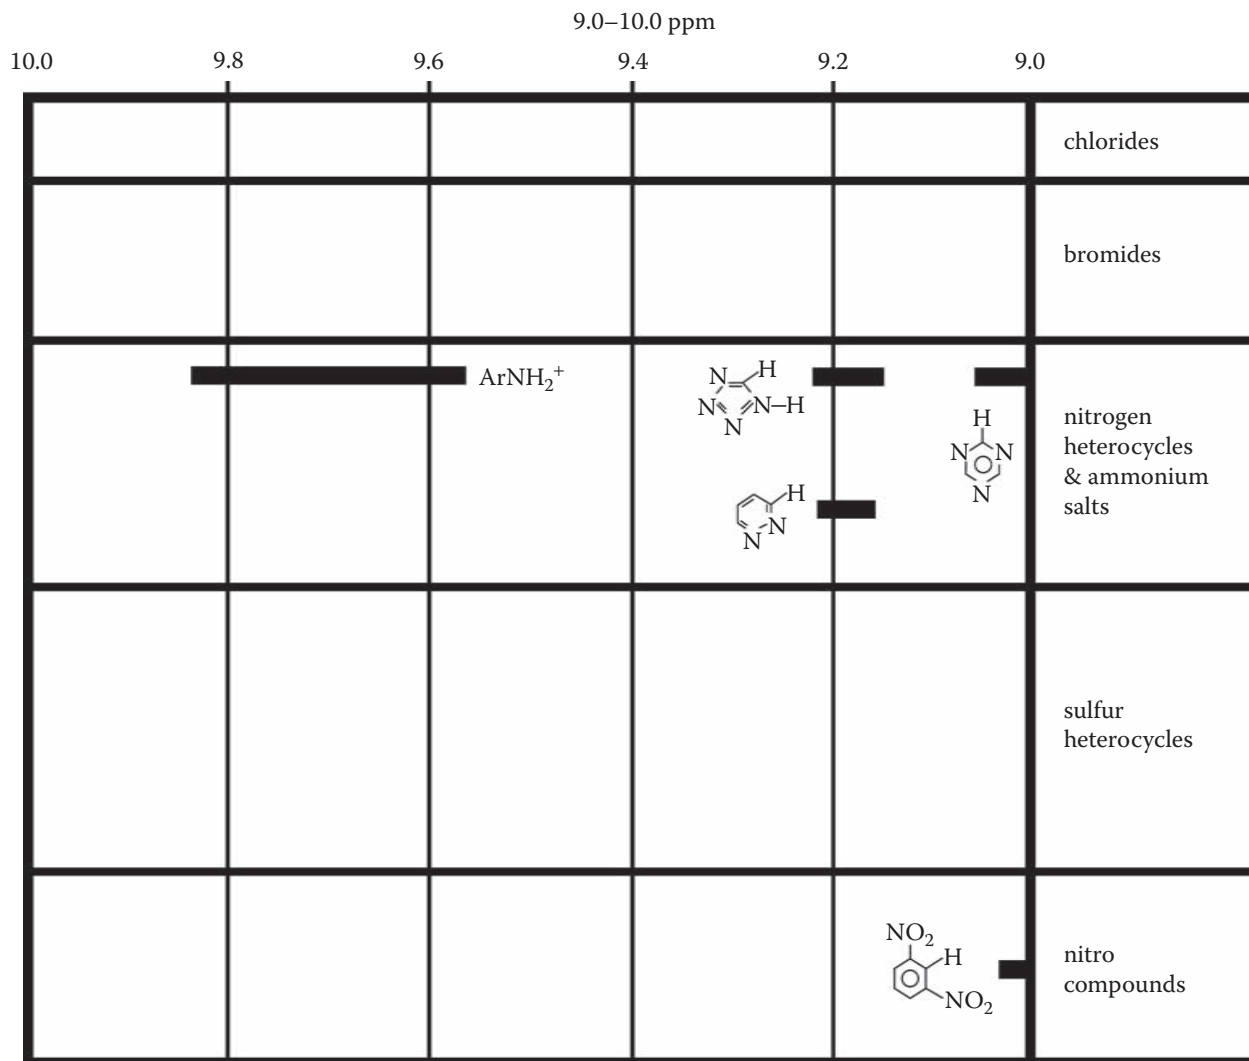 9.0–10.0 ppm
10.0 9.8 9.6 9.4 9.2 9.0
chlorides
bromides
ArNH₂⁺
N H
N N–H
N
H
N N
N
H
N
N
nitrogen
heterocycles
& ammonium
salts
sulfur
heterocycles
NO₂
H
NO₂
nitro
compounds